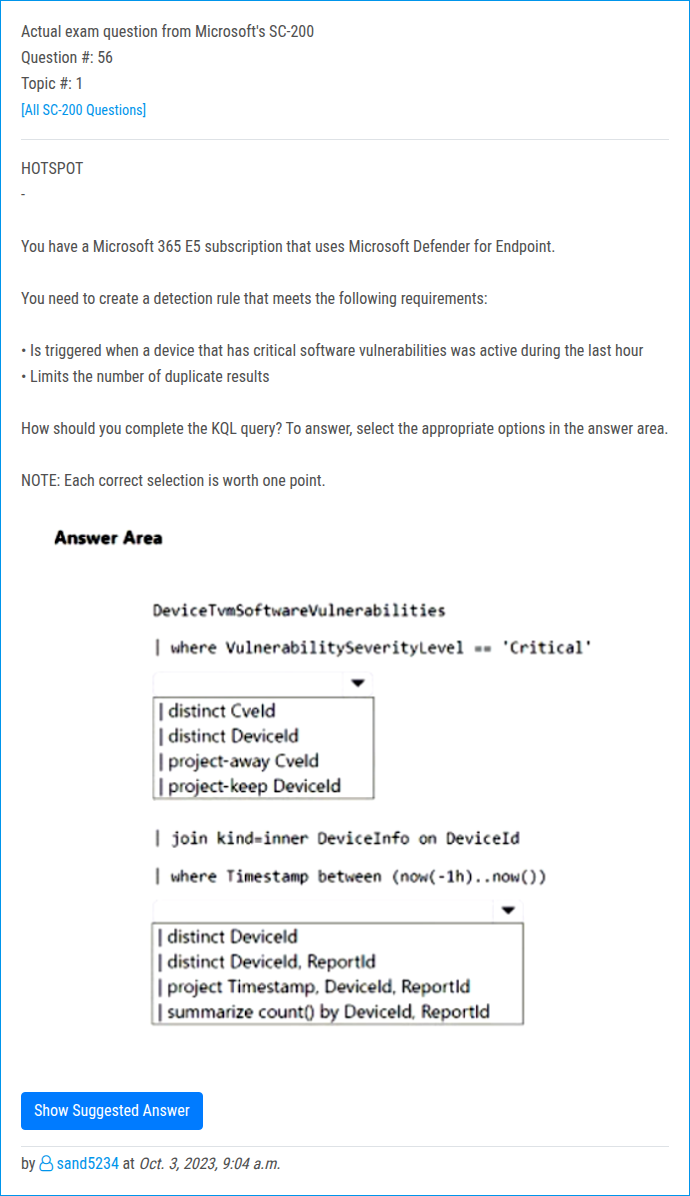 Actual exam question from Microsoft's SC-200
Question #: 56
Topic #: 1
[All SC-200 Questions]
HOTSPOT
-
You have a Microsoft 365 E5 subscription that uses Microsoft Defender for Endpoint.
You need to create a detection rule that meets the following requirements:
• Is triggered when a device that has critical software vulnerabilities was active during the last hour
• Limits the number of duplicate results
How should you complete the KQL query? To answer, select the appropriate options in the answer area.
NOTE: Each correct selection is worth one point.
Answer Area
DeviceTvmSoftwareVulnerabilities
| where VulnerabilitySeverityLevel == 'Critical'
| distinct CveId
| distinct DeviceId
| project-away CveId
| project-keep DeviceId
| join kind=inner DeviceInfo on DeviceId
| where Timestamp between (now(-1h)..now())
| distinct DeviceId
| distinct DeviceId, ReportId
| project Timestamp, DeviceId, ReportId
| summarize count() by DeviceId, ReportId
Show Suggested Answer
by sand5234 at Oct. 3, 2023, 9:04 a.m.